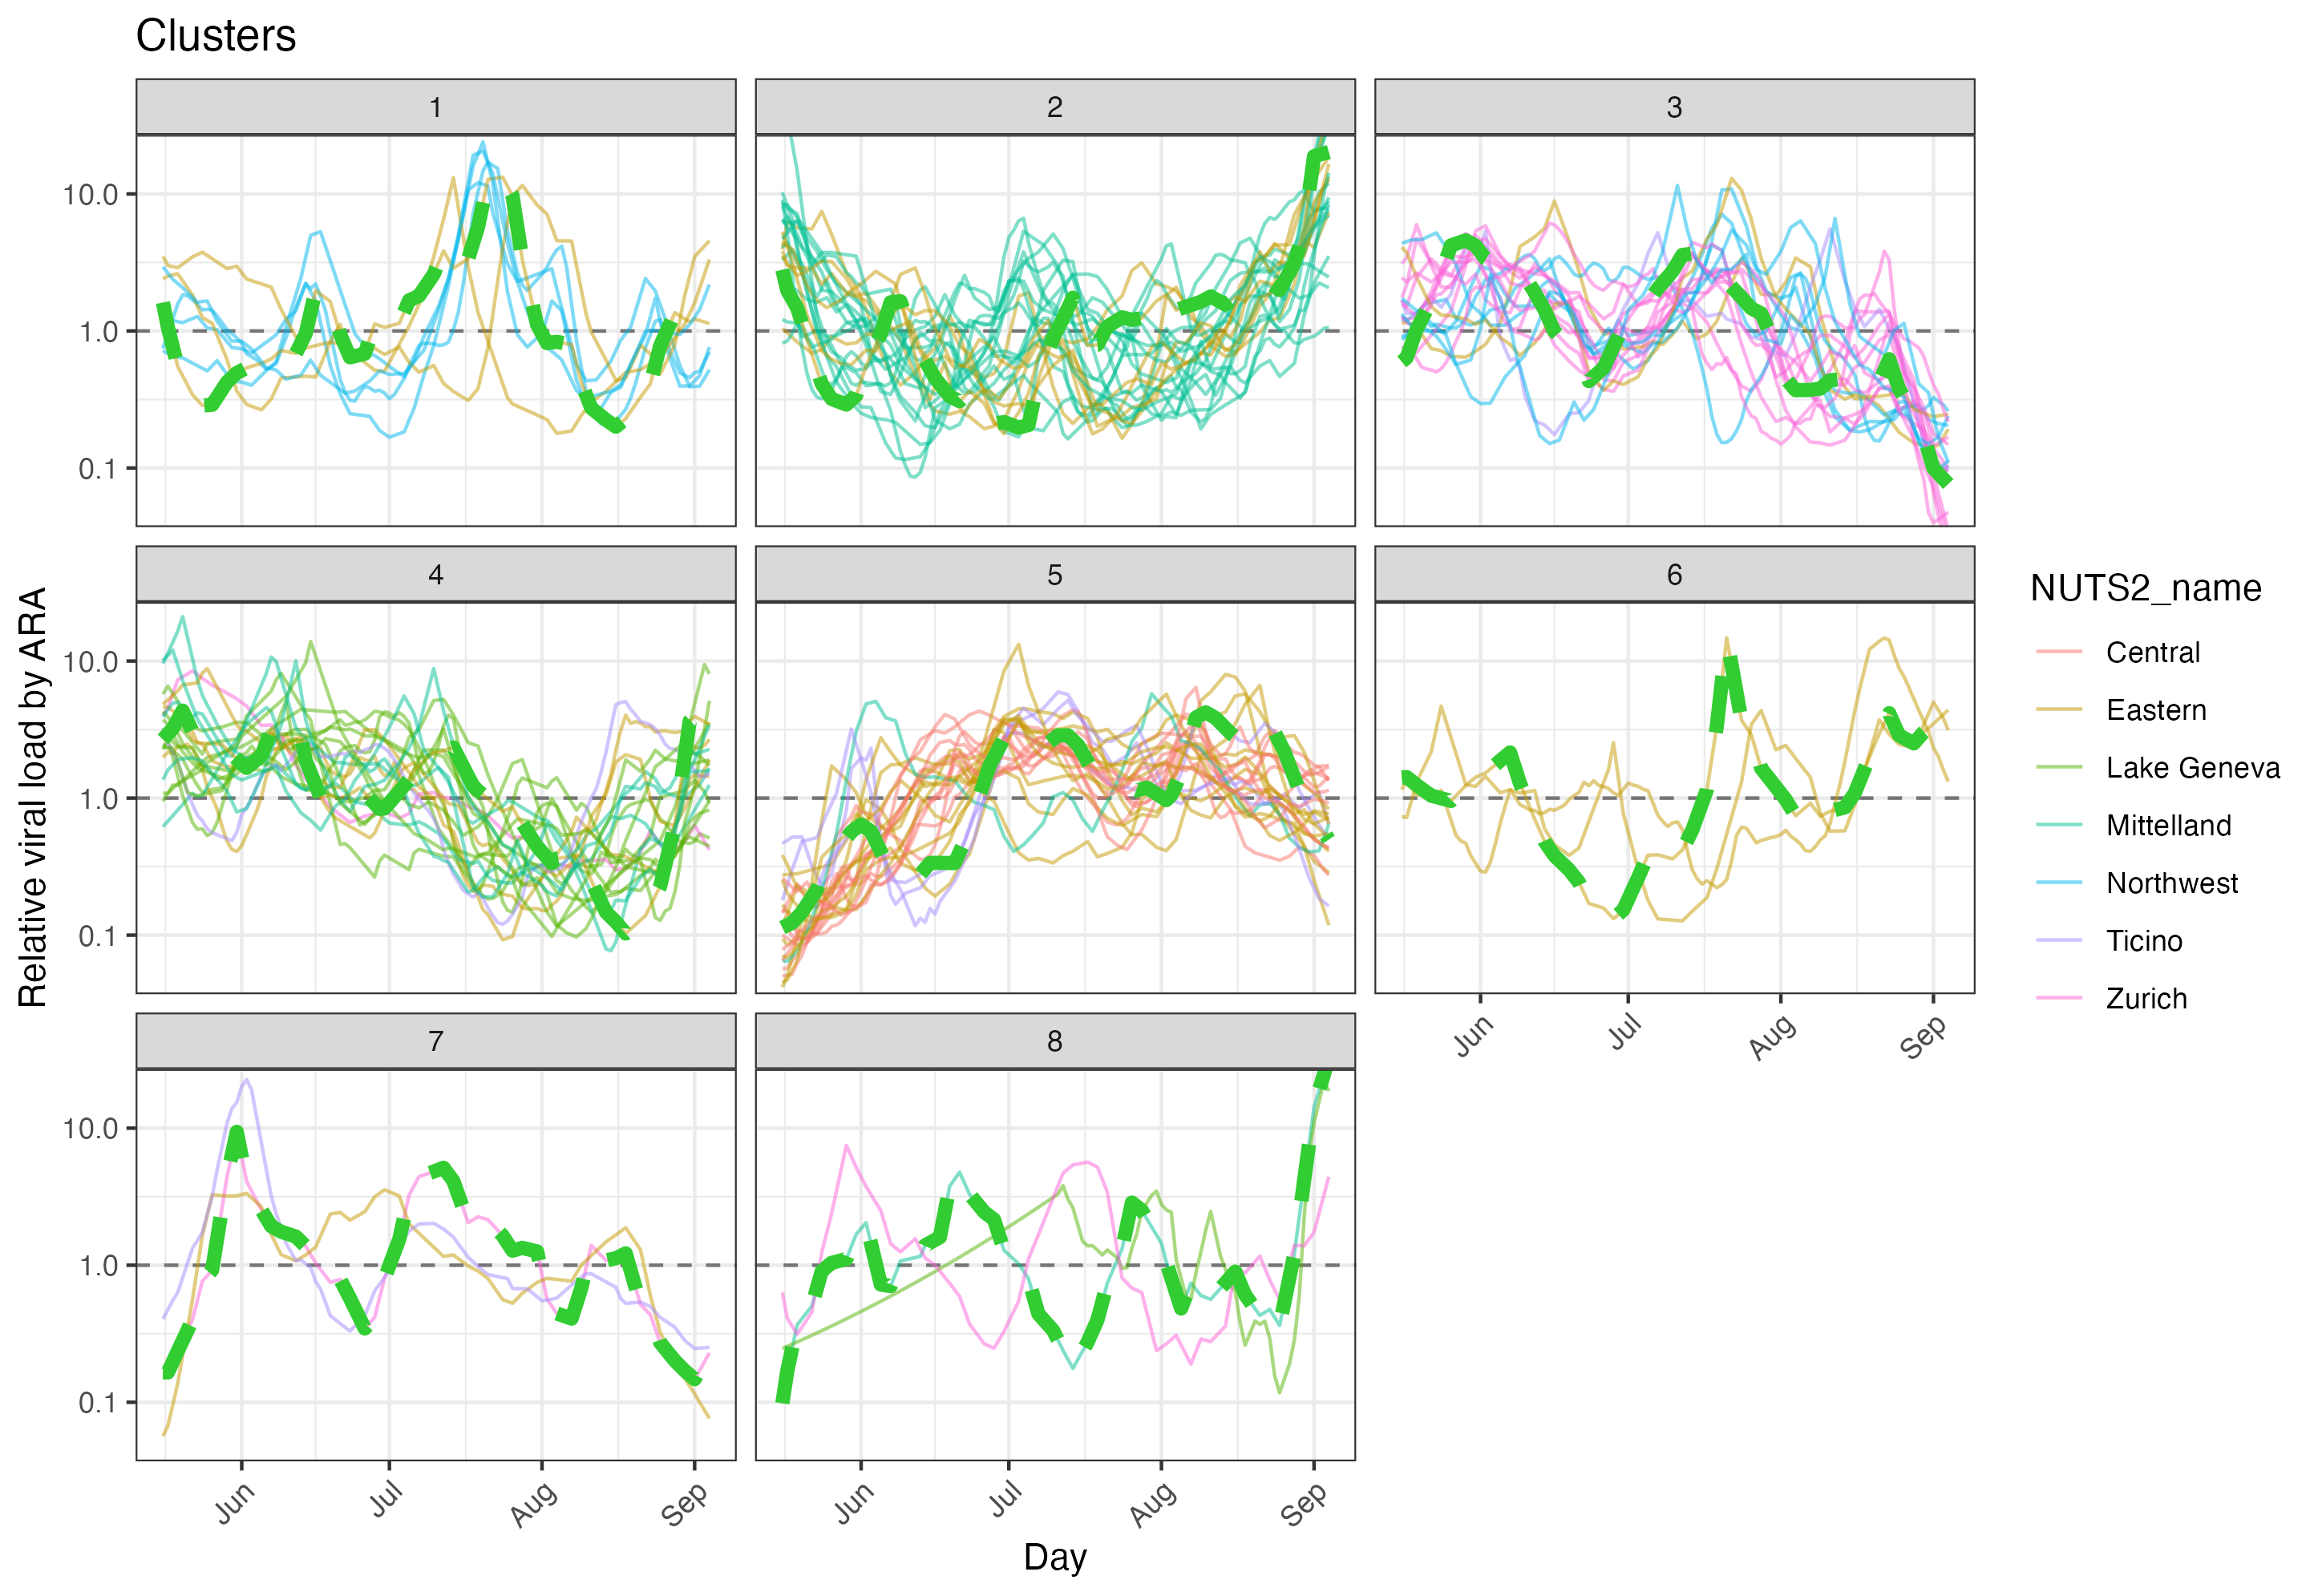 Clusters
1
2
3
10.0
1.0
0.1
4
5
6
10.0
1.0
0.1
Jun
Jul
Aug
Sep
7
8
10.0
1.0
0.1
Jun
Jul
Aug
Sep
Jun
Jul
Aug
Sep
Day
Relative viral load by ARA
NUTS2_name
Central
Eastern
Lake Geneva
Mittelland
Northwest
Ticino
Zurich